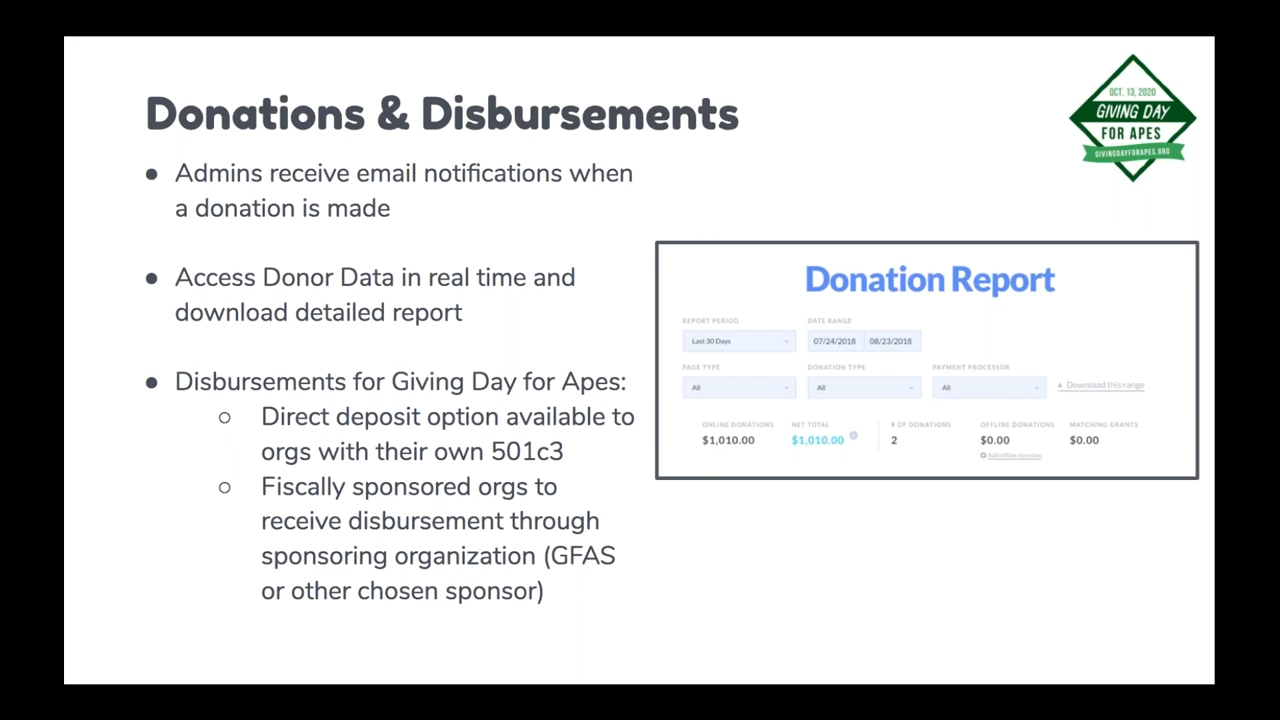 Donations & Disbursements
OCT. 13, 2020
GIVING DAY
FOR APES
GIVINGDAYFORAPES.ORG
● Admins receive email notifications when
a donation is made
● Access Donor Data in real time and
download detailed report
● Disbursements for Giving Day for Apes:
○ Direct deposit option available to
orgs with their own 501c3
○ Fiscally sponsored orgs to
receive disbursement through
sponsoring organization (GFAS
or other chosen sponsor)
Donation Report
REPORT PERIOD DATE RANGE
Last 30 Days 07/24/2018 08/23/2018
PAGE TYPE DONATION TYPE PAYMENT PROCESSOR
All All All Download this range
ONLINE DONATIONS NET TOTAL # OF DONATIONS OFFLINE DONATIONS MATCHING GRANTS
$1,010.00 $1,010.00 2 $0.00 $0.00
Add offline donation